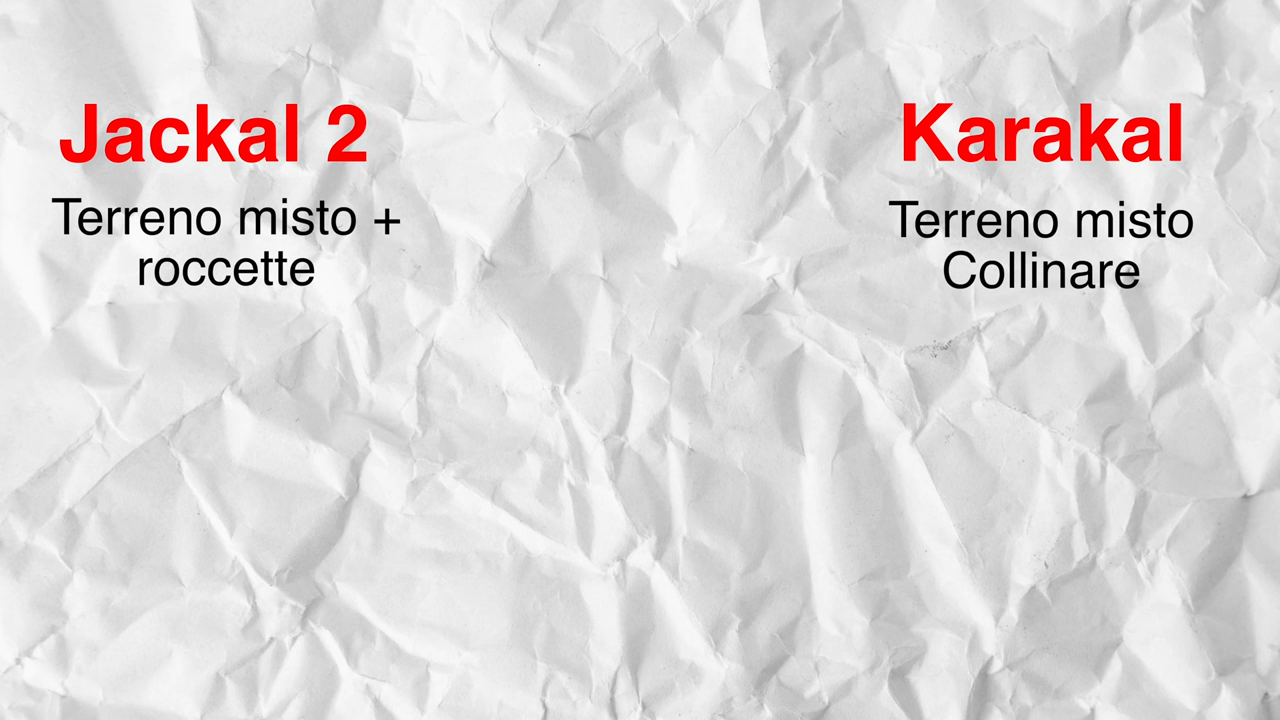 Jackal 2
Terreno misto +
roccette
Karakal
Terreno misto
Collinare